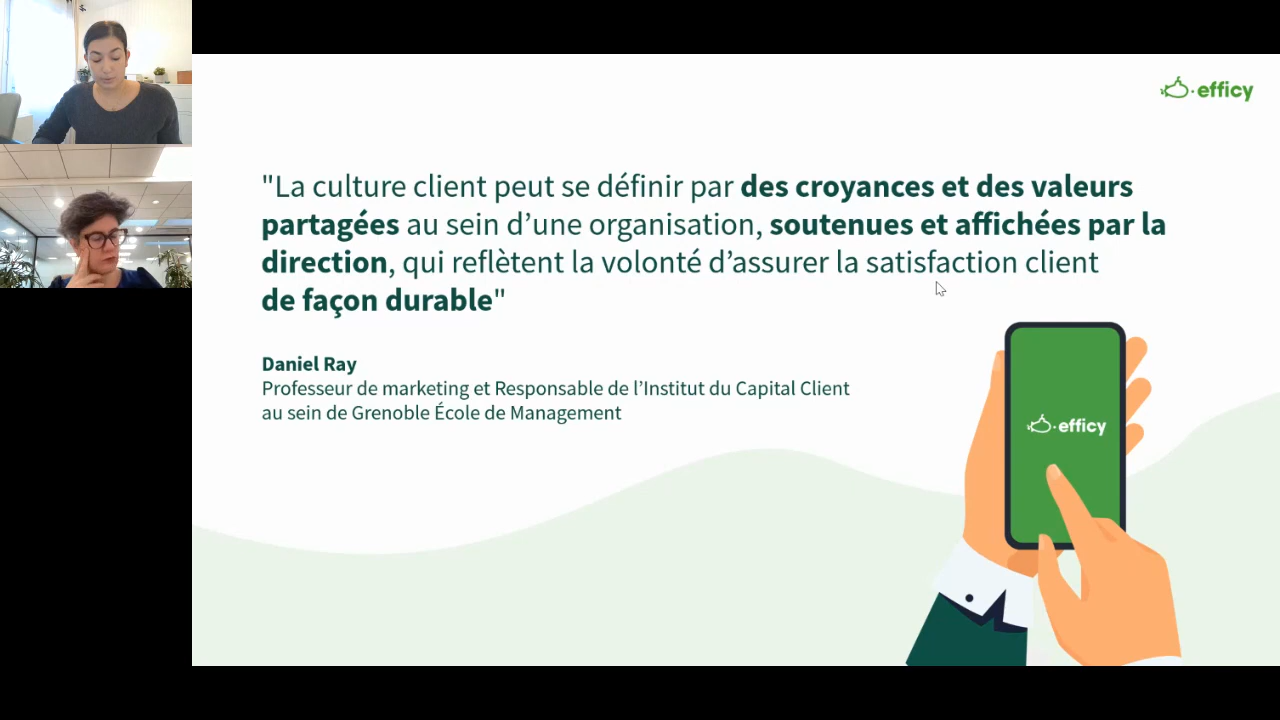 efficy
"La culture client peut se définir par des croyances et des valeurs
partagées au sein d’une organisation, soutenues et affichées par la
direction, qui reflètent la volonté d’assurer la satisfaction client
de façon durable"
Daniel Ray
Professeur de marketing et Responsable de l’Institut du Capital Client
au sein de Grenoble École de Management
efficy